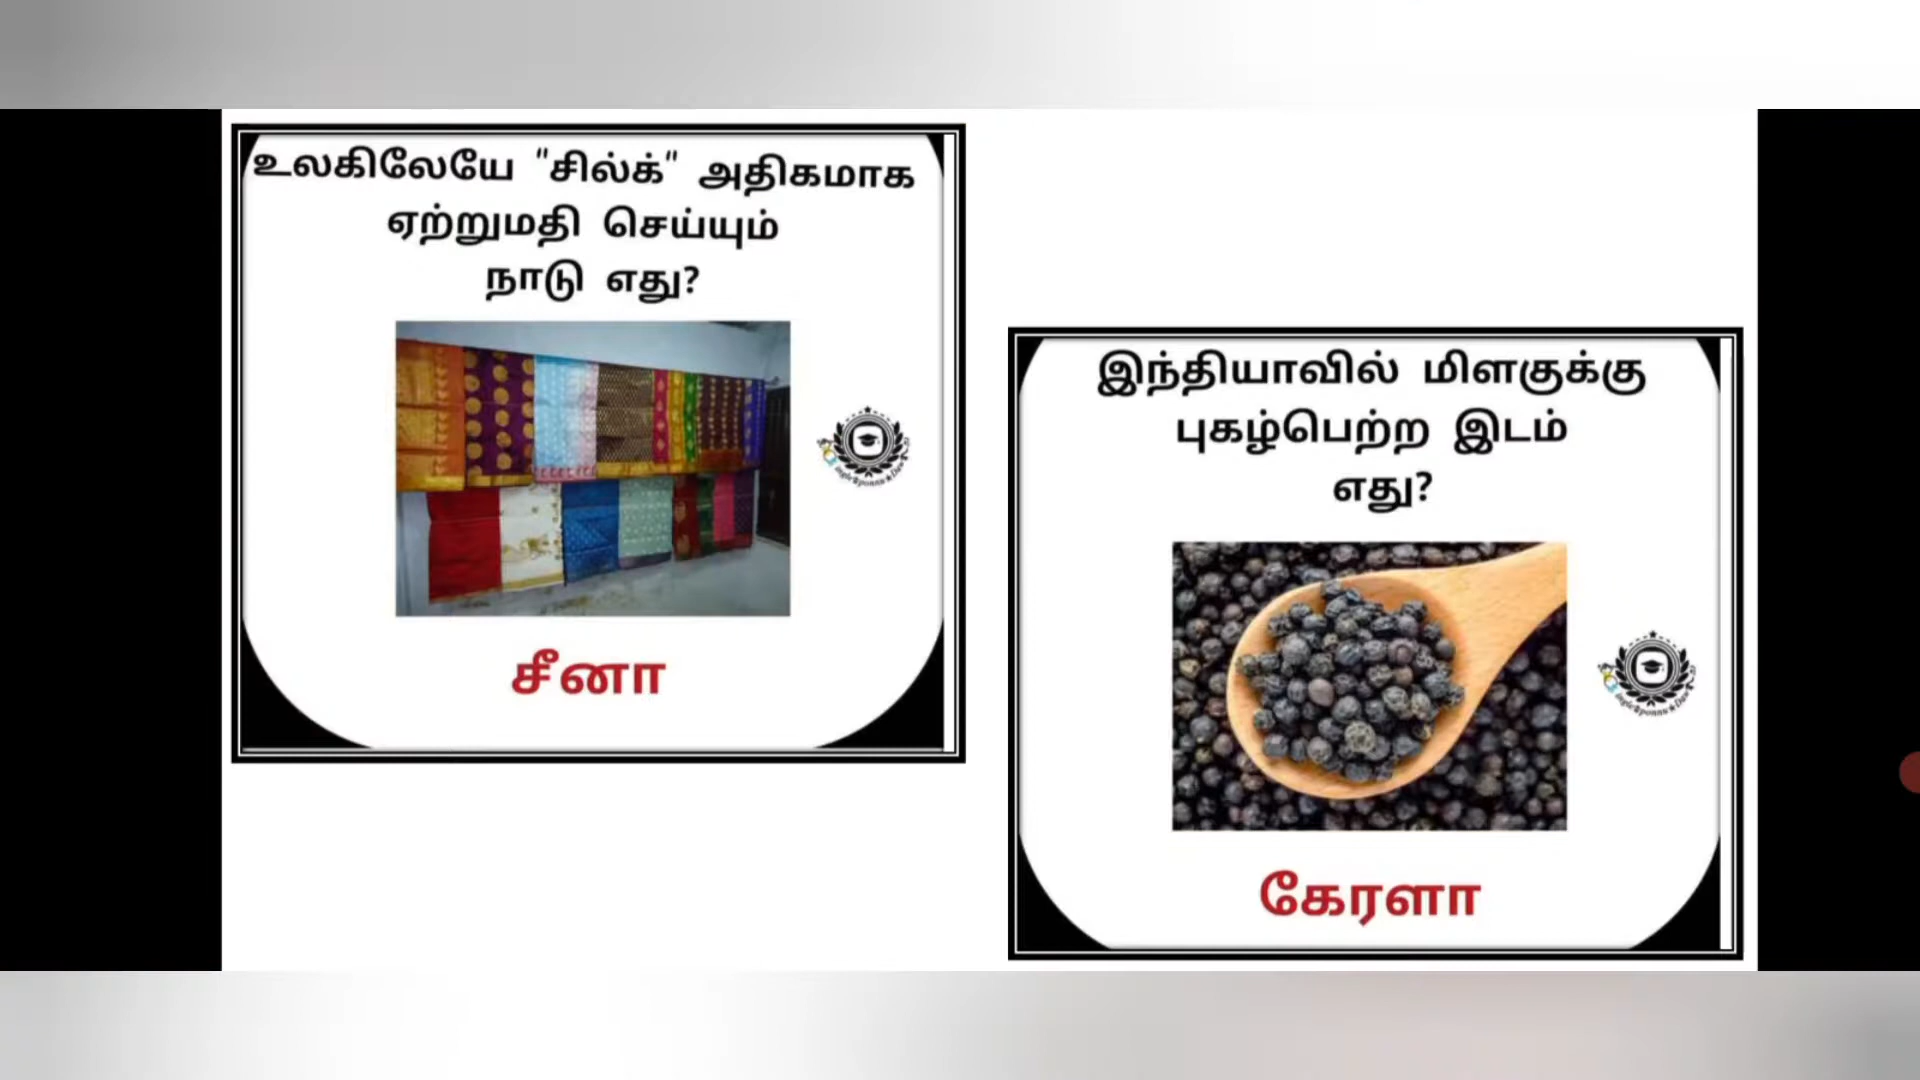 உலகிலேயே "சில்க்" அதிகமாக
ஏற்றுமதி செய்யும்
நாடு எது?
சீனா
இந்தியாவில் மிளகுக்கு
புகழ்பெற்ற இடம்
எது?
கேரளா